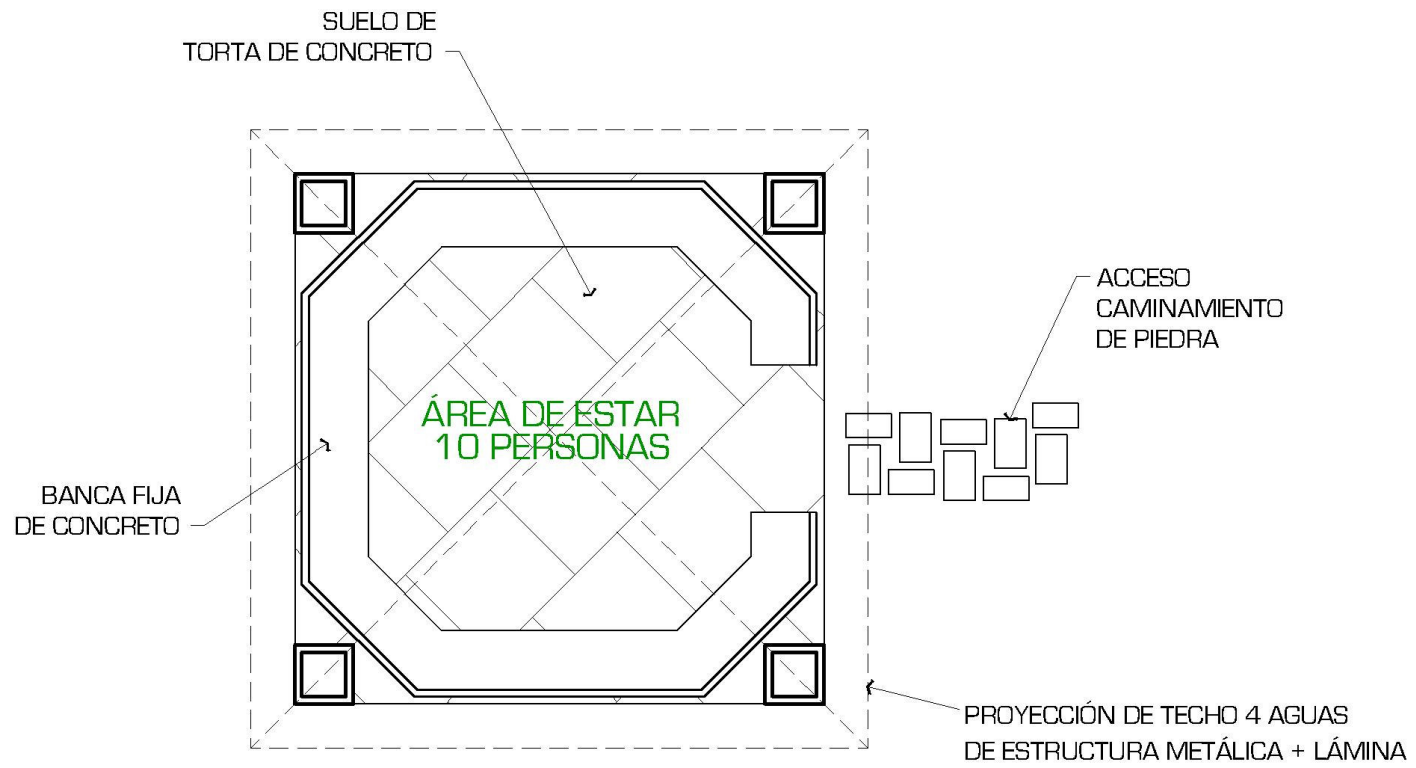 SUELO DE
TORTA DE CONCRETO
ACCESO
CAMINAMIENTO
DE PIEDRA
ÁREA DE ESTAR
10 PERSONAS
BANCA FIJA
DE CONCRETO
PROYECCIÓN DE TECHO 4 AGUAS
DE ESTRUCTURA METÁLICA + LÁMINA